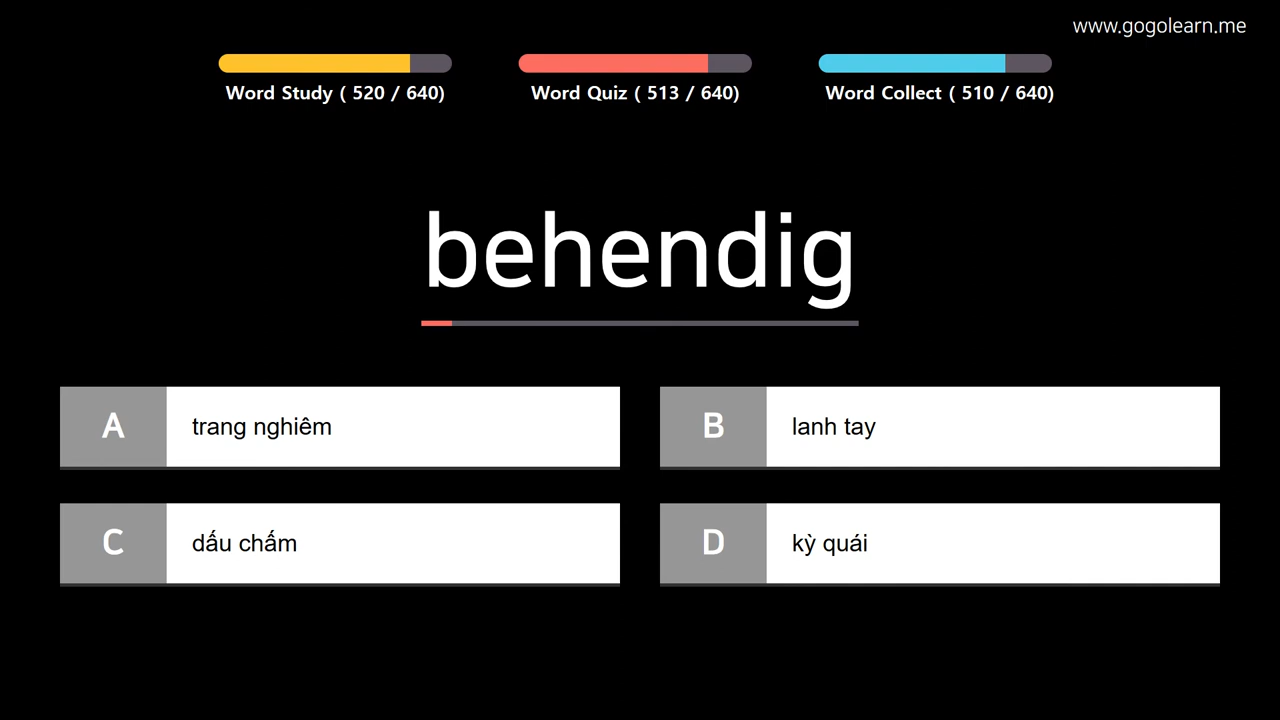 www.gogolearn.me
Word Study ( 520 / 640)
Word Quiz ( 513 / 640)
Word Collect ( 510 / 640)
behendig
A
trang nghiêm
B
lanh tay
C
dấu chấm
D
kỳ quái